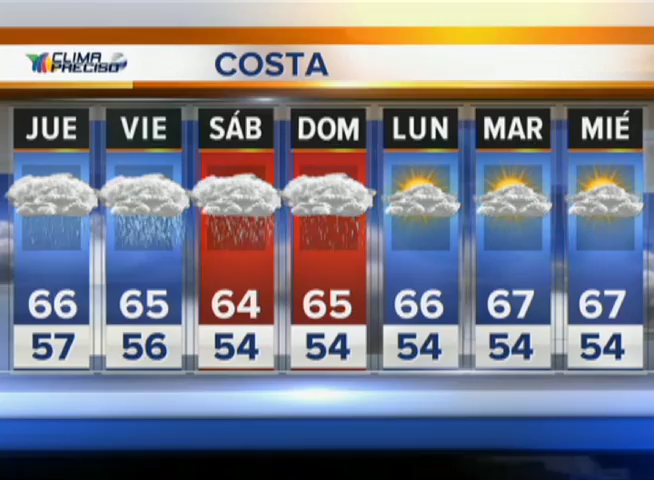 CLIMA
PRECISO
COSTA
JUE VIE SÁB DOM LUN MAR MIÉ
66 65 64 65 66 67 67
57 56 54 54 54 54 54